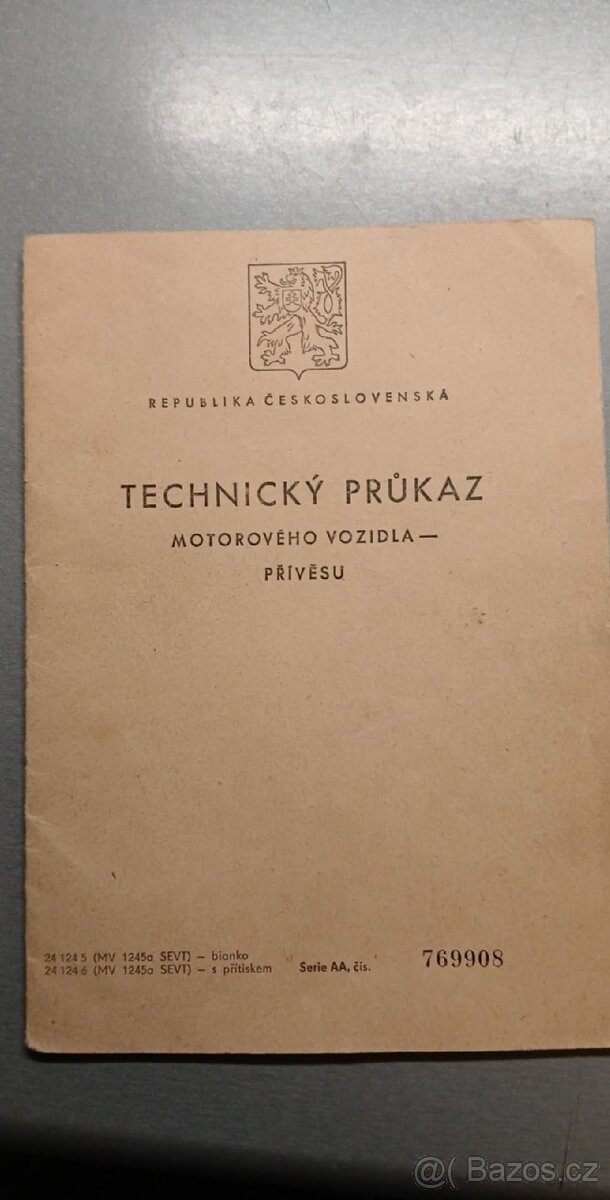 REPUBLIKA ČESKOSLOVENSKÁ
TECHNICKÝ PRŮKAZ
MOTOROVÉHO VOZIDLA —
PŘÍVĚSU
24 124 5 (MV 1245a SEVT) — bianko
24 124 6 (MV 1245a SEVT) — s přítiskem Serie AA, čís. 769908
@( Bazos.cz